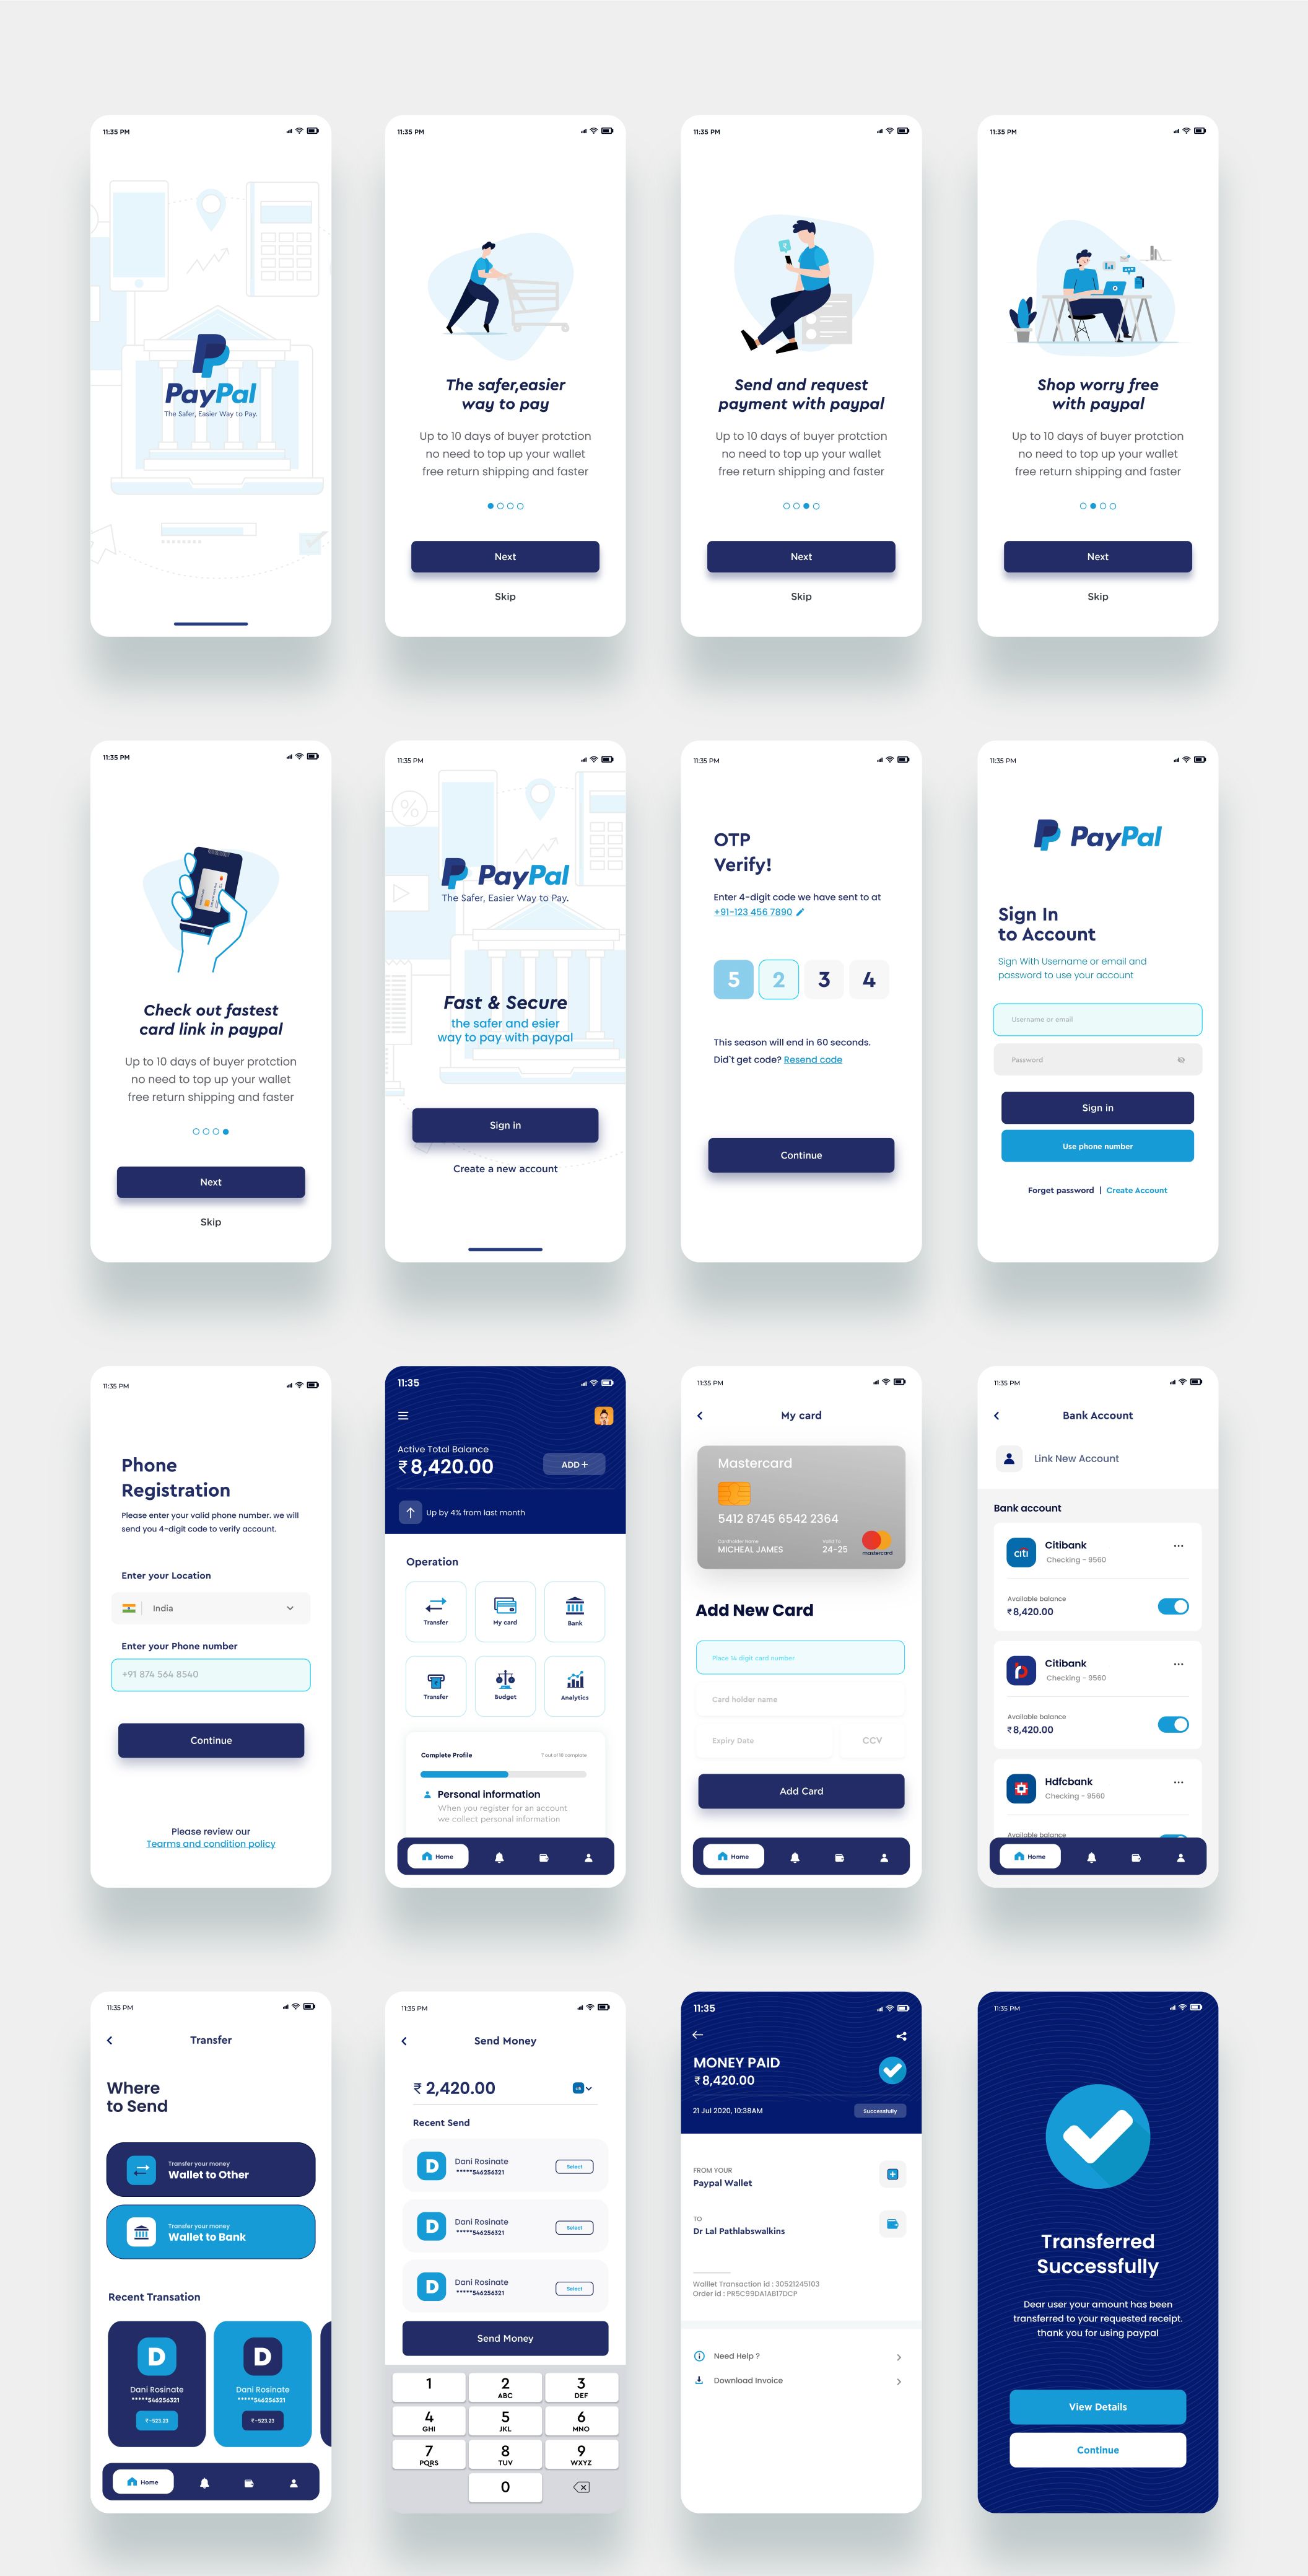 11:35 PM
PayPal
The Safer, Easier Way to Pay.
11:35 PM
The safer,easier
way to pay
Up to 10 days of buyer protction
no need to top up your wallet
free return shipping and faster
Next
Skip
11:35 PM
Send and request
payment with paypal
Up to 10 days of buyer protction
no need to top up your wallet
free return shipping and faster
Next
Skip
11:35 PM
Shop worry free
with paypal
Up to 10 days of buyer protction
no need to top up your wallet
free return shipping and faster
Next
Skip
11:35 PM
Check out fastest
card link in paypal
Up to 10 days of buyer protction
no need to top up your wallet
free return shipping and faster
Next
Skip
11:35 PM
%
PayPal
The Safer, Easier Way to Pay.
Fast & Secure
the safer and esier
way to pay with paypal
Sign in
Create a new account
11:35 PM
OTP
Verify!
Enter 4-digit code we have sent to at
+91-123 456 7890
5 2 3 4
This season will end in 60 seconds.
Did`t get code? Resend code
Continue
11:35 PM
PayPal
Sign In
to Account
Sign With Username or email and
password to use your account
Username or email
Password
Sign in
Use phone number
Forget password | Create Account
11:35 PM
Phone
Registration
Please enter your valid phone number. we will
send you 4-digit code to verify account.
Enter your Location
India
Enter your Phone number
+91 874 564 8540
Continue
Please review our
Tearms and condition policy
11:35
Active Total Balance
₹8,420.00
ADD+
Up by 4% from last month
Operation
Transfer My card Bank
Transfer Budget Analytics
Complete Profile 7 out of 10 complate
Personal information
When you register for an account
we collect personal information
Home
11:35 PM
My card
Mastercard
5412 8745 6542 2364
Cardholder Name Valid To
MICHEAL JAMES 24-25
mastercard
Add New Card
Place 14 digit card number
Card holder name
Expiry Date CCV
Add Card
Home
11:35 PM
Bank Account
Link New Account
Bank account
citi
Citibank
Checking - 9560
Available balance
₹8,420.00
Citibank
Checking - 9560
Available balance
₹8,420.00
Hdfcbank
Checking - 9560
Available balance
Home
11:35 PM
Transfer
Where
to Send
Transfer your money
Wallet to Other
Transfer your money
Wallet to Bank
Recent Transation
D
Dani Rosinate
*****546256321
₹-523.23
D
Dani Rosinate
*****546256321
₹-523.23
Home
11:35 PM
Send Money
₹ 2,420.00
Recent Send
D
Dani Rosinate
*****546256321
Select
D
Dani Rosinate
*****546256321
Select
D
Dani Rosinate
*****546256321
Select
Send Money
1 2 3
ABC DEF
4 5 6
GHI JKL MNO
7 8 9
PQRS TUV WXYZ
0
11:35
MONEY PAID
₹8,420.00
21 Jul 2020, 10:38AM
Successfully
FROM YOUR
Paypal Wallet
TO
Dr Lal Pathlabswalkins
Walllet Transaction id : 30521245103
Order id : PR5C99DA1AB17DCP
Need Help ?
Download Invoice
11:35 PM
Transferred
Successfully
Dear user your amount has been
transferred to your requested receipt.
thank you for using paypal
View Details
Continue